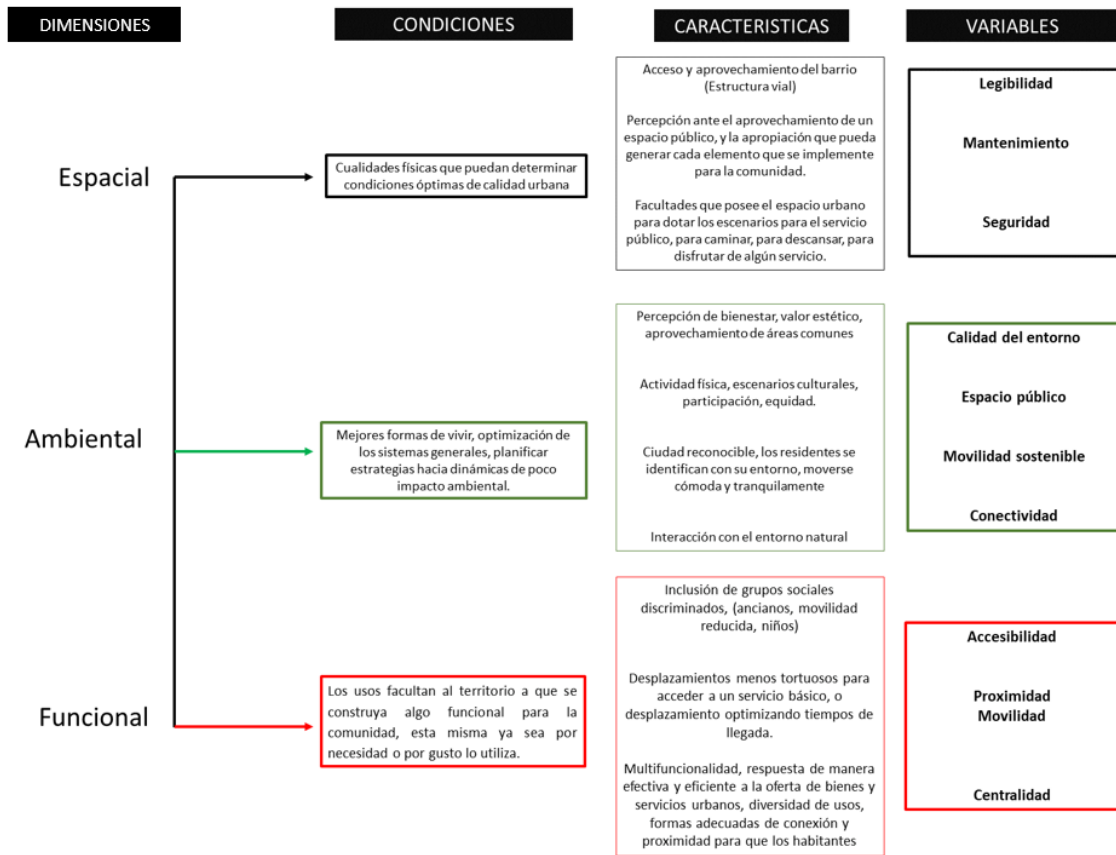 DIMENSIONES
CONDICIONES
CARACTERISTICAS
VARIABLES
Espacial
Cualidades físicas que puedan determinar
condiciones óptimas de calidad urbana
Acceso y aprovechamiento del barrio
(Estructura vial)
Percepción ante el aprovechamiento de un
espacio público, y la apropiación que pueda
generar cada elemento que se implemente
para la comunidad.
Facultades que posee el espacio urbano
para dotar los escenarios para el servicio
público, para caminar, para descansar, para
disfrutar de algún servicio.
Legibilidad
Mantenimiento
Seguridad
Ambiental
Mejores formas de vivir, optimización de
los sistemas generales, planificar
estrategias hacia dinámicas de poco
impacto ambiental.
Percepción de bienestar, valor estético,
aprovechamiento de áreas comunes
Actividad física, escenarios culturales,
participación, equidad.
Ciudad reconocible, los residentes se
identifican con su entorno, moverse
cómoda y tranquilamente
Interacción con el entorno natural
Calidad del entorno
Espacio público
Movilidad sostenible
Conectividad
Funcional
Los usos facultan al territorio a que se
construya algo funcional para la
comunidad, esta misma ya sea por
necesidad o por gusto lo utiliza.
Inclusión de grupos sociales
discriminados, (ancianos, movilidad
reducida, niños)
Desplazamientos menos tortuosos para
acceder a un servicio básico, o
desplazamiento optimizando tiempos de
llegada.
Multifuncionalidad, respuesta de manera
efectiva y eficiente a la oferta de bienes y
servicios urbanos, diversidad de usos,
formas adecuadas de conexión y
proximidad para que los habitantes
Accesibilidad
Proximidad
Movilidad
Centralidad